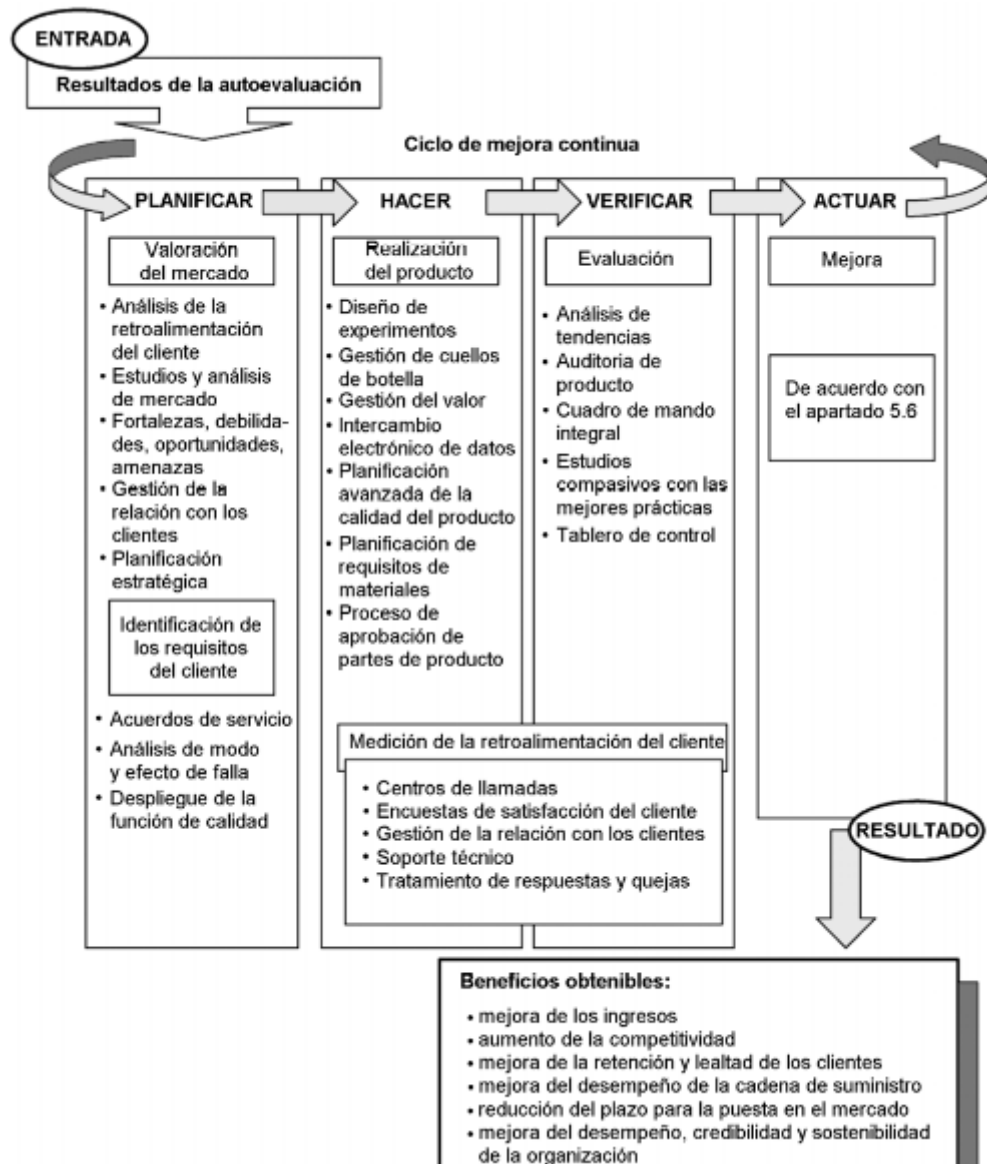 ENTRADA
Resultados de la autoevaluación
Ciclo de mejora continua
PLANIFICAR
Valoración
del mercado
• Análisis de la
retroalimentación
del cliente
• Estudios y análisis
de mercado
• Fortalezas, debilida-
des, oportunidades,
amenazas
• Gestión de la
relación con los
clientes
• Planificación
estratégica
Identificación de
los requisitos
del cliente
• Acuerdos de servicio
• Análisis de modo
y efecto de falla
• Despliegue de la
función de calidad
HACER
Realización
del producto
• Diseño de
experimentos
• Gestión de cuellos
de botella
• Gestión del valor
• Intercambio
electrónico de datos
• Planificación
avanzada de la
calidad del producto
• Planificación de
requisitos de
materiales
• Proceso de
aprobación de
partes de producto
VERIFICAR
Evaluación
• Análisis de
tendencias
• Auditoria de
producto
• Cuadro de mando
integral
• Estudios
compasivos con las
mejores prácticas
• Tablero de control
Medición de la retroalimentación del cliente
• Centros de llamadas
• Encuestas de satisfacción del cliente
• Gestión de la relación con los clientes
• Soporte técnico
• Tratamiento de respuestas y quejas
ACTUAR
Mejora
De acuerdo con
el apartado 5.6
RESULTADO
Beneficios obtenibles:
• mejora de los ingresos
• aumento de la competitividad
• mejora de la retención y lealtad de los clientes
• mejora del desempeño de la cadena de suministro
• reducción del plazo para la puesta en el mercado
• mejora del desempeño, credibilidad y sostenibilidad
de la organización